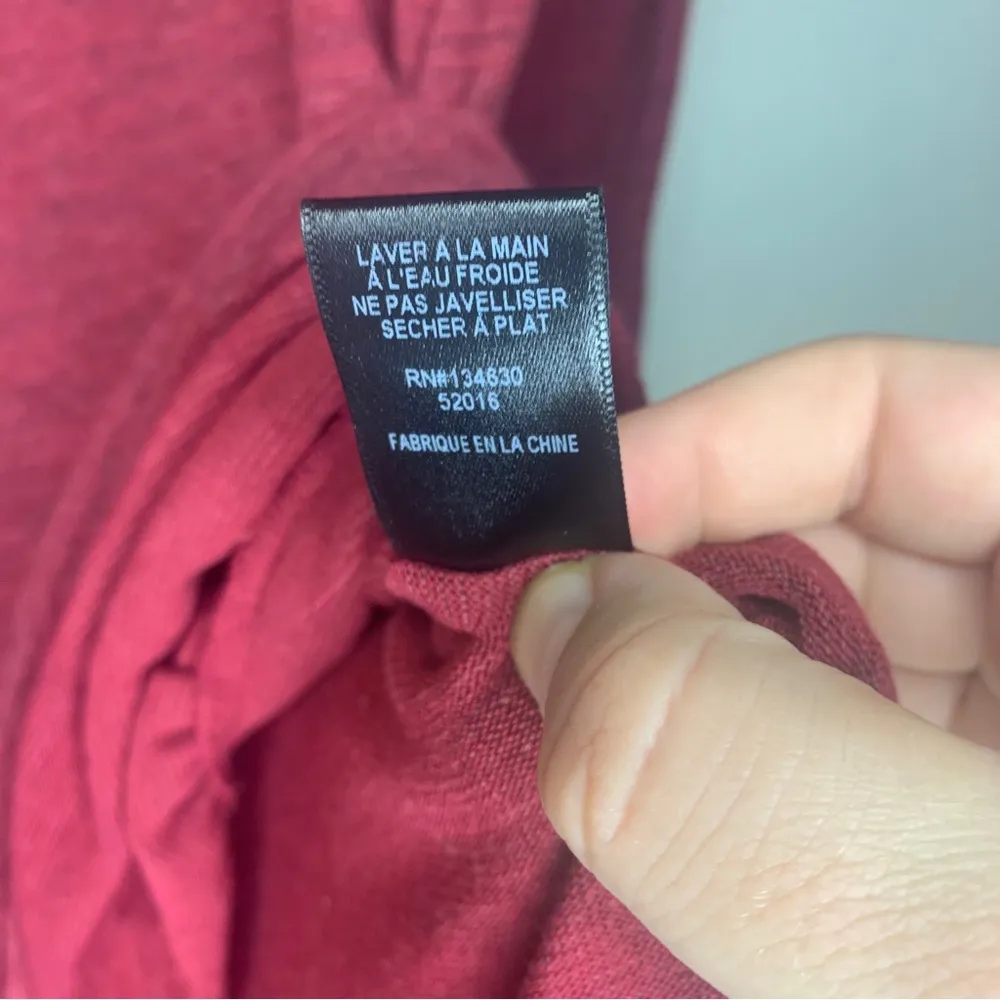 LAVER À LA MAIN
À L'EAU FROIDE
NE PAS JAVELLISER
SECHER À PLAT
RN#134630
52016
FABRIQUE EN LA CHINE